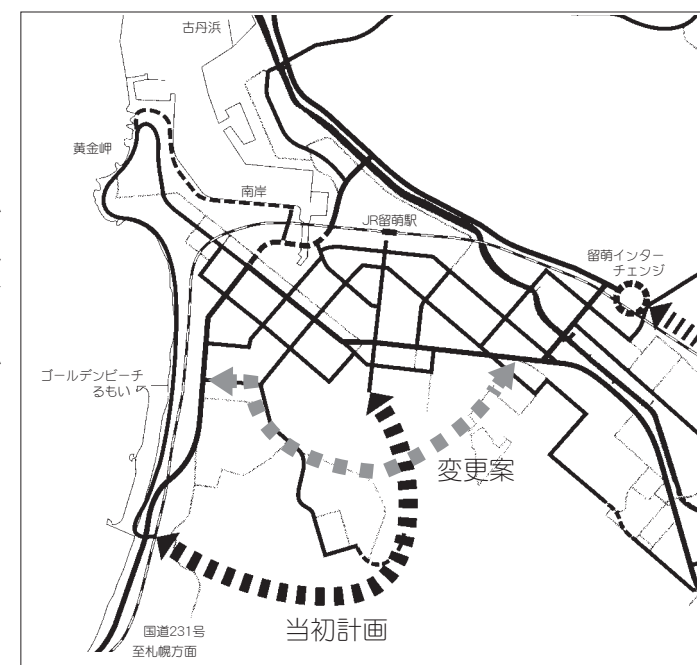 古丹浜
黄金岬
南岸
JR留萌駅
留萌インター
チェンジ
ゴールデンビーチ
るもい
変更案
当初計画
国道231号
至札幌方面